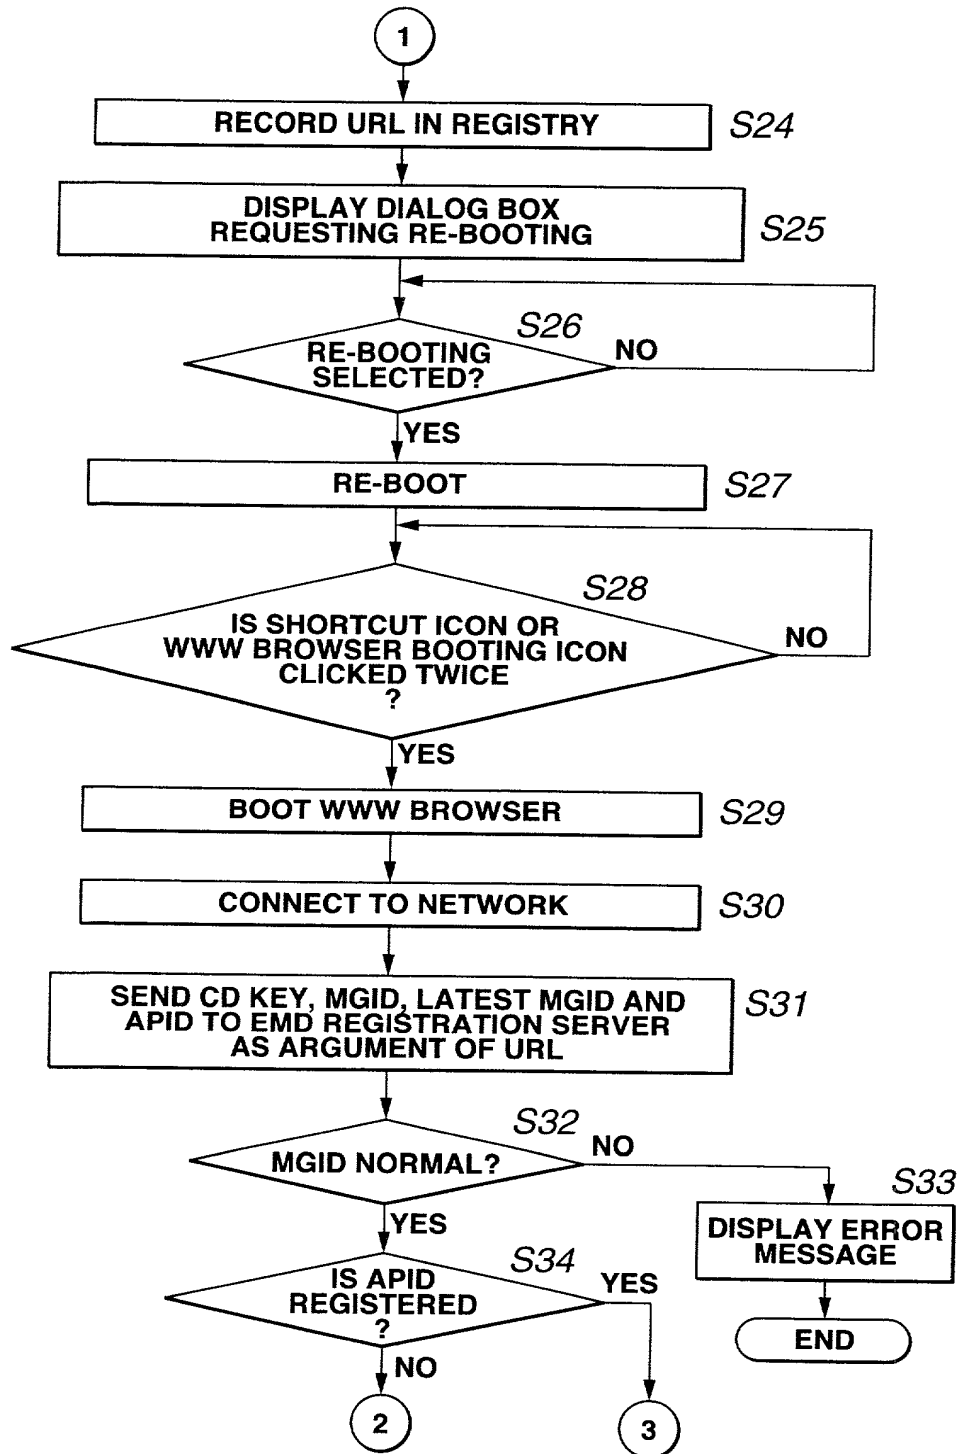 1
RECORD URL IN REGISTRY
S24
DISPLAY DIALOG BOX
REQUESTING RE-BOOTING
S25
S26
RE-BOOTING
SELECTED?
NO
YES
RE-BOOT
S27
S28
IS SHORTCUT ICON OR
WWW BROWSER BOOTING ICON
CLICKED TWICE
?
NO
YES
BOOT WWW BROWSER
S29
CONNECT TO NETWORK
S30
SEND CD KEY, MGID, LATEST MGID AND
APID TO EMD REGISTRATION SERVER
AS ARGUMENT OF URL
S31
S32
MGID NORMAL?
NO
S33
DISPLAY ERROR
MESSAGE
END
YES
S34
IS APID
REGISTERED
?
YES
NO
2
3